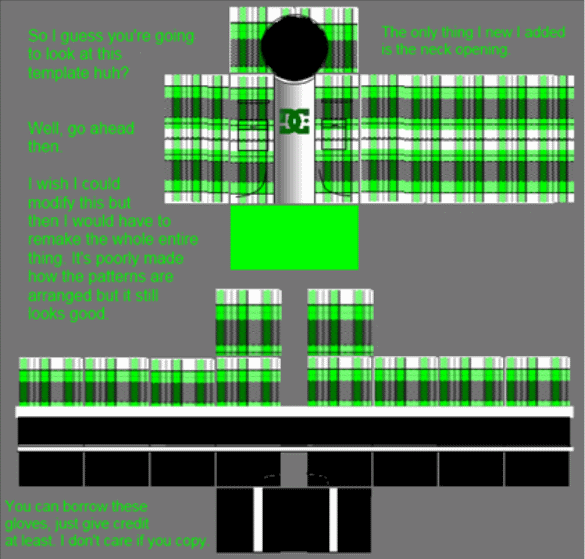 So I guess you're going
to look at this
template huh?
The only thing I new I added
is the neck opening.
Well, go ahead
then.
I wish I could
modify this but
then I would have to
remake the whole entire
thing. It's poorly made
how the patterns are
arranged but it still
looks good.
DC
You can borrow these
gloves, just give credit
at least. I don't care if you copy.